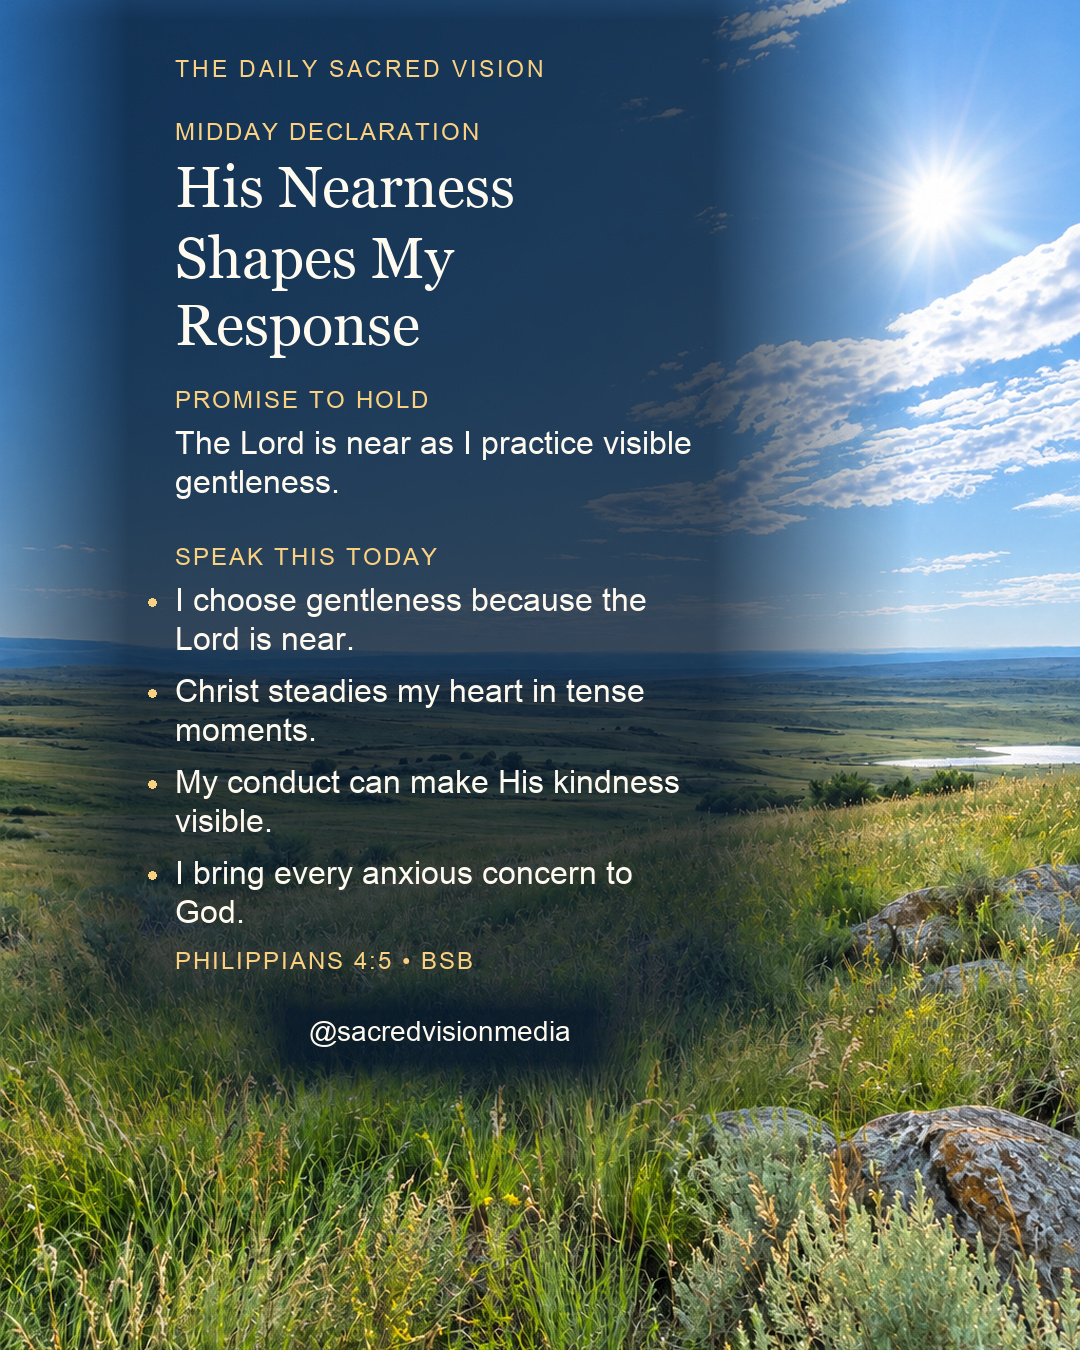 THE DAILY SACRED VISION
MIDDAY DECLARATION
His Nearness
Shapes My
Response
PROMISE TO HOLD
The Lord is near as I practice visible
gentleness.
SPEAK THIS TODAY
• I choose gentleness because the
Lord is near.
• Christ steadies my heart in tense
moments.
• My conduct can make His kindness
visible.
• I bring every anxious concern to
God.
PHILIPPIANS 4:5 • BSB
@sacredvisionmedia